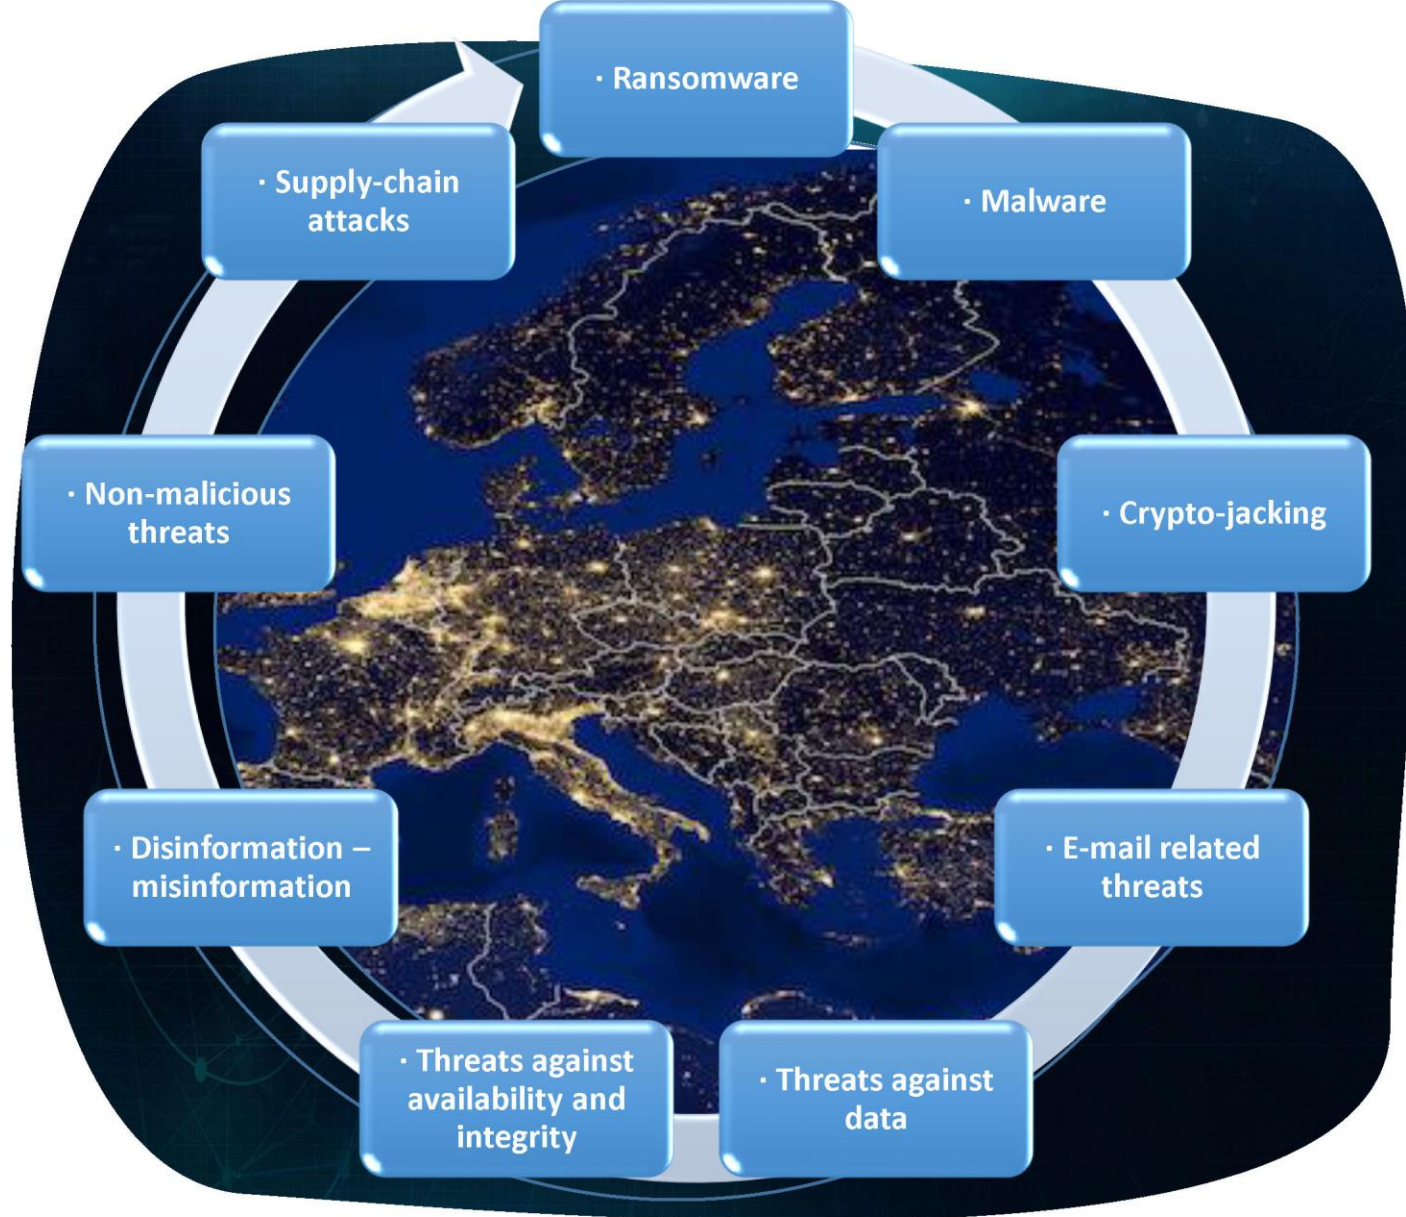 · Ransomware
· Malware
· Crypto-jacking
· E-mail related
threats
· Threats against
data
· Threats against
availability and
integrity
· Disinformation –
misinformation
· Non-malicious
threats
· Supply-chain
attacks